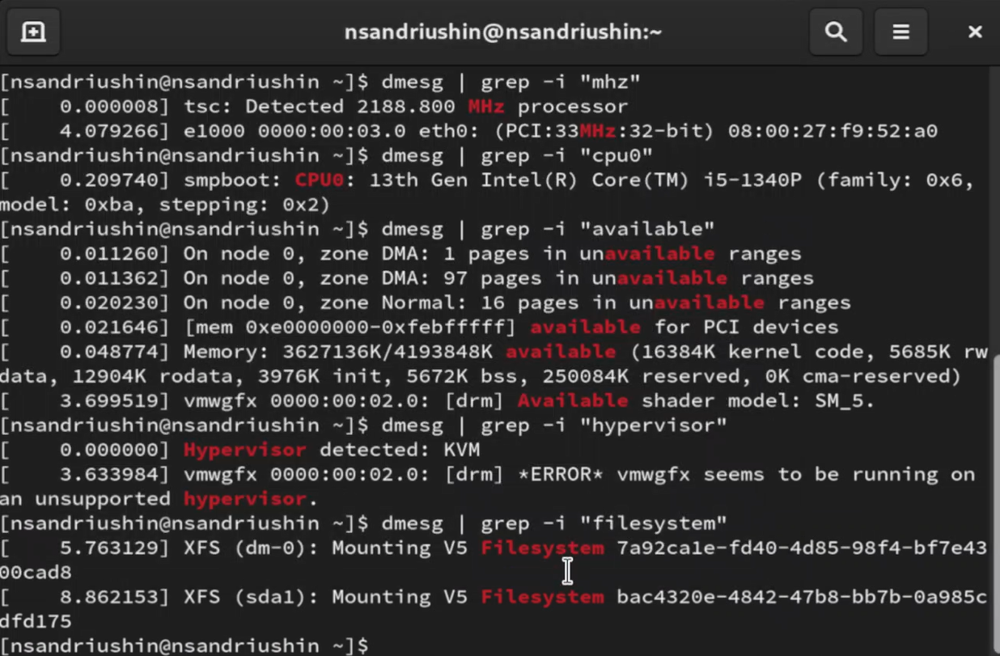 nsandriushin@nsandriushin:~
[nsandriushin@nsandriushin ~]$ dmesg | grep -i "mhz"
[    0.000008] tsc: Detected 2188.800 MHz processor
[    4.079266] e1000 0000:00:03.0 eth0: (PCI:33MHz:32-bit) 08:00:27:f9:52:a0
[nsandriushin@nsandriushin ~]$ dmesg | grep -i "cpu0"
[    0.209740] smpboot: CPU0: 13th Gen Intel(R) Core(TM) i5-1340P (family: 0x6,
model: 0xba, stepping: 0x2)
[nsandriushin@nsandriushin ~]$ dmesg | grep -i "available"
[    0.011260] On node 0, zone DMA: 1 pages in unavailable ranges
[    0.011362] On node 0, zone DMA: 97 pages in unavailable ranges
[    0.020230] On node 0, zone Normal: 16 pages in unavailable ranges
[    0.021646] [mem 0xe0000000-0xfebfffff] available for PCI devices
[    0.048774] Memory: 3627136K/4193848K available (16384K kernel code, 5685K rw
data, 12904K rodata, 3976K init, 5672K bss, 250084K reserved, 0K cma-reserved)
[    3.699519] vmwgfx 0000:00:02.0: [drm] Available shader model: SM_5.
[nsandriushin@nsandriushin ~]$ dmesg | grep -i "hypervisor"
[    0.000000] Hypervisor detected: KVM
[    3.633984] vmwgfx 0000:00:02.0: [drm] *ERROR* vmwgfx seems to be running on
an unsupported hypervisor.
[nsandriushin@nsandriushin ~]$ dmesg | grep -i "filesystem"
[    5.763129] XFS (dm-0): Mounting V5 Filesystem 7a92ca1e-fd40-4d85-98f4-bf7e43
00cad8
[    8.862153] XFS (sda1): Mounting V5 Filesystem bac4320e-4842-47b8-bb7b-0a985c
dfd175
[nsandriushin@nsandriushin ~]$